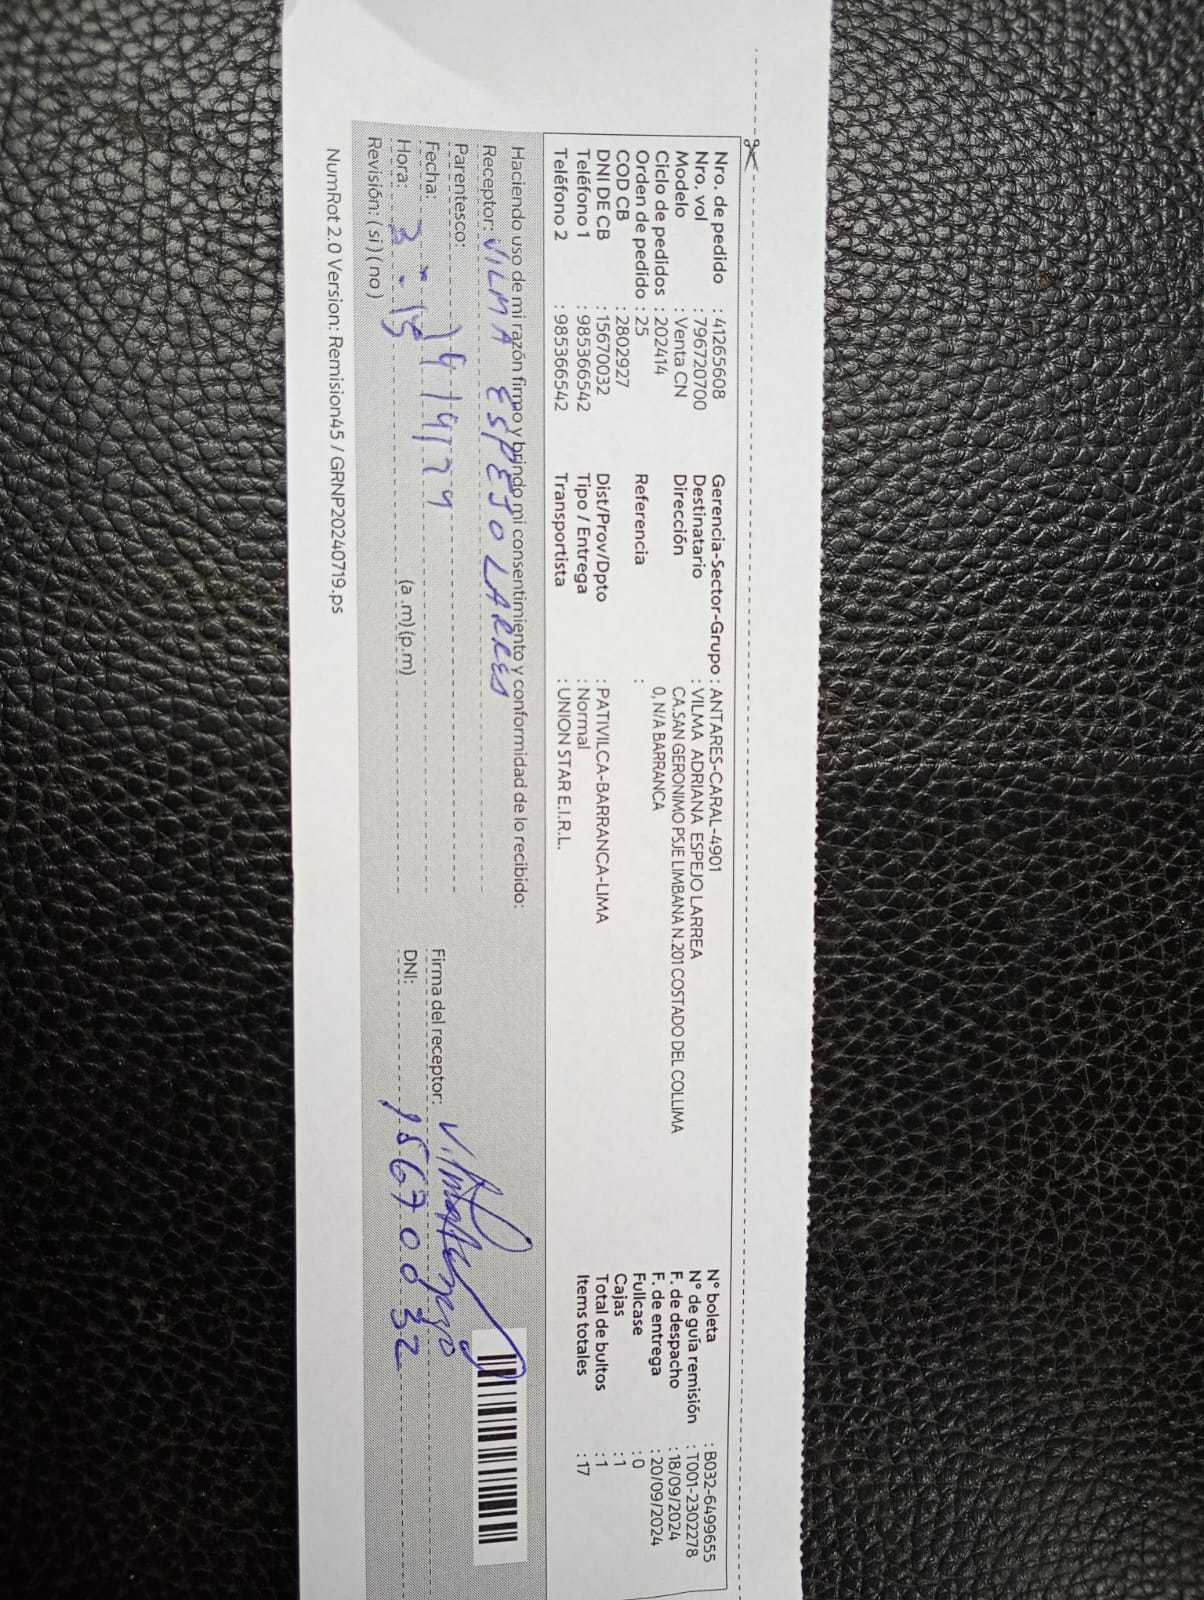 Nro. de pedido : 41265608 Gerencia-Sector-Grupo : ANTARES-CARAL-4901 N° boleta : B032-6499655
Nro. vol : 796720700 Destinatario : VILMA ADRIANA ESPEJO LARREA N° de guía remisión : T001-2302278
Modelo : Venta CN Dirección CA.SAN GERONIMO PSJE LIMBANA N.201 COSTADO DEL COLLIMA F. de despacho : 18/09/2024
Ciclo de pedidos : 202414 0, N/A BARRANCA F. de entrega : 20/09/2024
Orden de pedido : 25 Referencia : Fullcase : 0
COD CB : 2802927 Cajas : 1
DNI DE CB : 15670032 Dist/Prov/Dpto : PATIVILCA-BARRANCA-LIMA Total de bultos : 1
Teléfono 1 : 985366542 Tipo / Entrega : Normal Items totales : 17
Teléfono 2 : 985366542 Transportista : UNION STAR E.I.R.L.
Haciendo uso de mi razón firmo y brindo mi consentimiento y conformidad de lo recibido:
Receptor: VILMA ESPEJO LARREA
Parentesco:
Fecha: Firma del receptor:
Hora: 3 - 15 (a .m) (p.m) DNI: 15670032
Revisión: ( si ) ( no )
NumRot 2.0 Version: Remision45 / GRNP20240719.ps